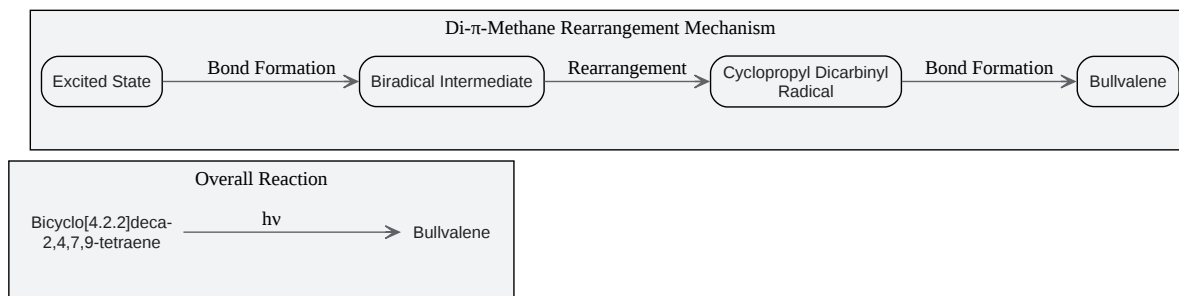 Di-π-Methane Rearrangement Mechanism
Excited State
Bond Formation
Biradical Intermediate
Rearrangement
Cyclopropyl Dicarbinyl
Radical
Bond Formation
Bullvalene
Overall Reaction
Bicyclo[4.2.2]deca-
2,4,7,9-tetraene
hν
Bullvalene